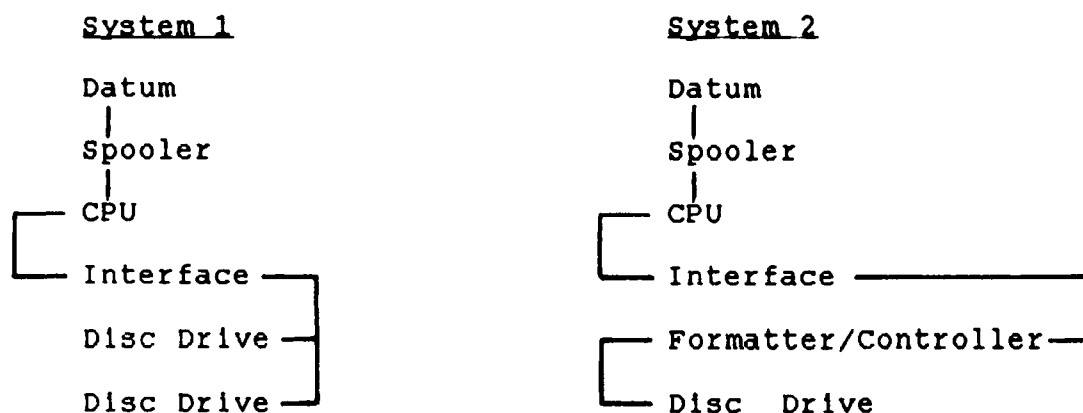 System 1
Datum
Spooler
CPU
Interface
Disc Drive
Disc Drive
System 2
Datum
Spooler
CPU
Interface
Formatter/Controller
Disc Drive